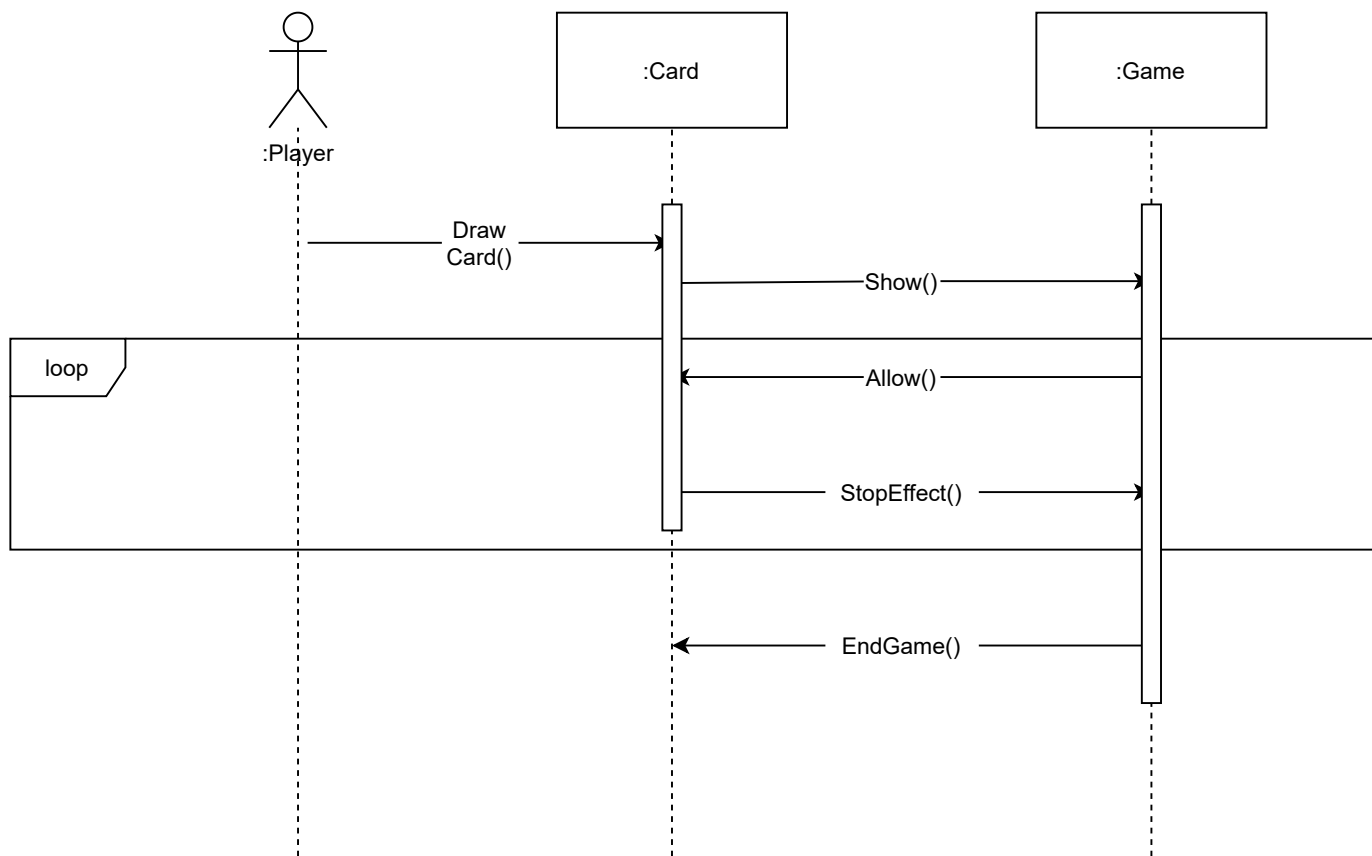 :Card
:Game
:Player
Draw
Card()
Show()
loop
Allow()
StopEffect()
EndGame()